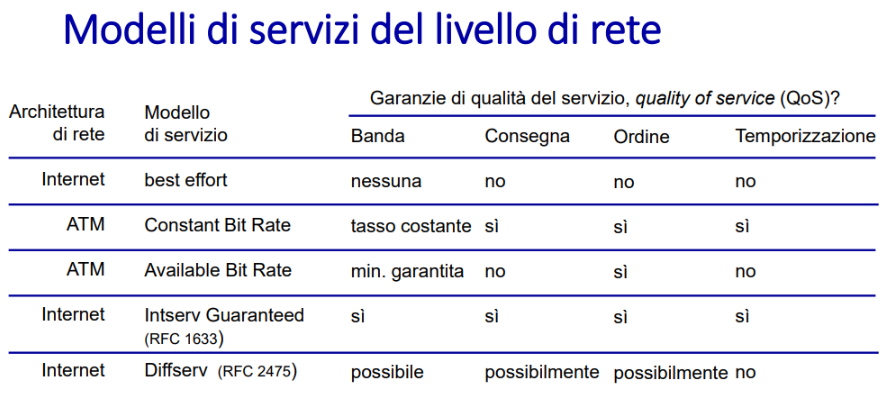 Modelli di servizi del livello di rete
Garanzie di qualità del servizio, quality of service (QoS)?
Architettura di rete Modello di servizio Banda Consegna Ordine Temporizzazione
Internet best effort nessuna no no no
ATM Constant Bit Rate tasso costante sì sì sì
ATM Available Bit Rate min. garantita no sì no
Internet Intserv Guaranteed sì sì sì sì
(RFC 1633)
Internet Diffserv (RFC 2475) possibile possibilmente possibilmente no